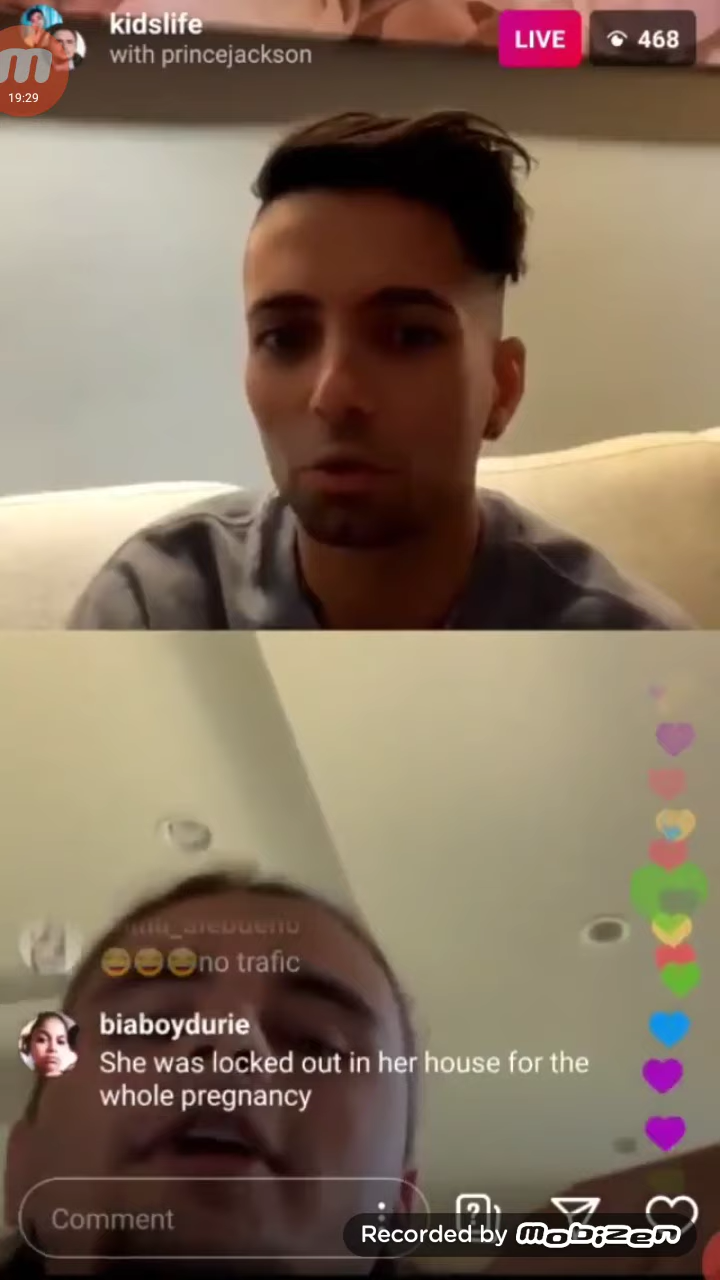 kidslife
with princejackson
LIVE
468
19:29
😂😂😂no trafic
biaboydurie
She was locked out in her house for the
whole pregnancy
Comment
Recorded by mobizen